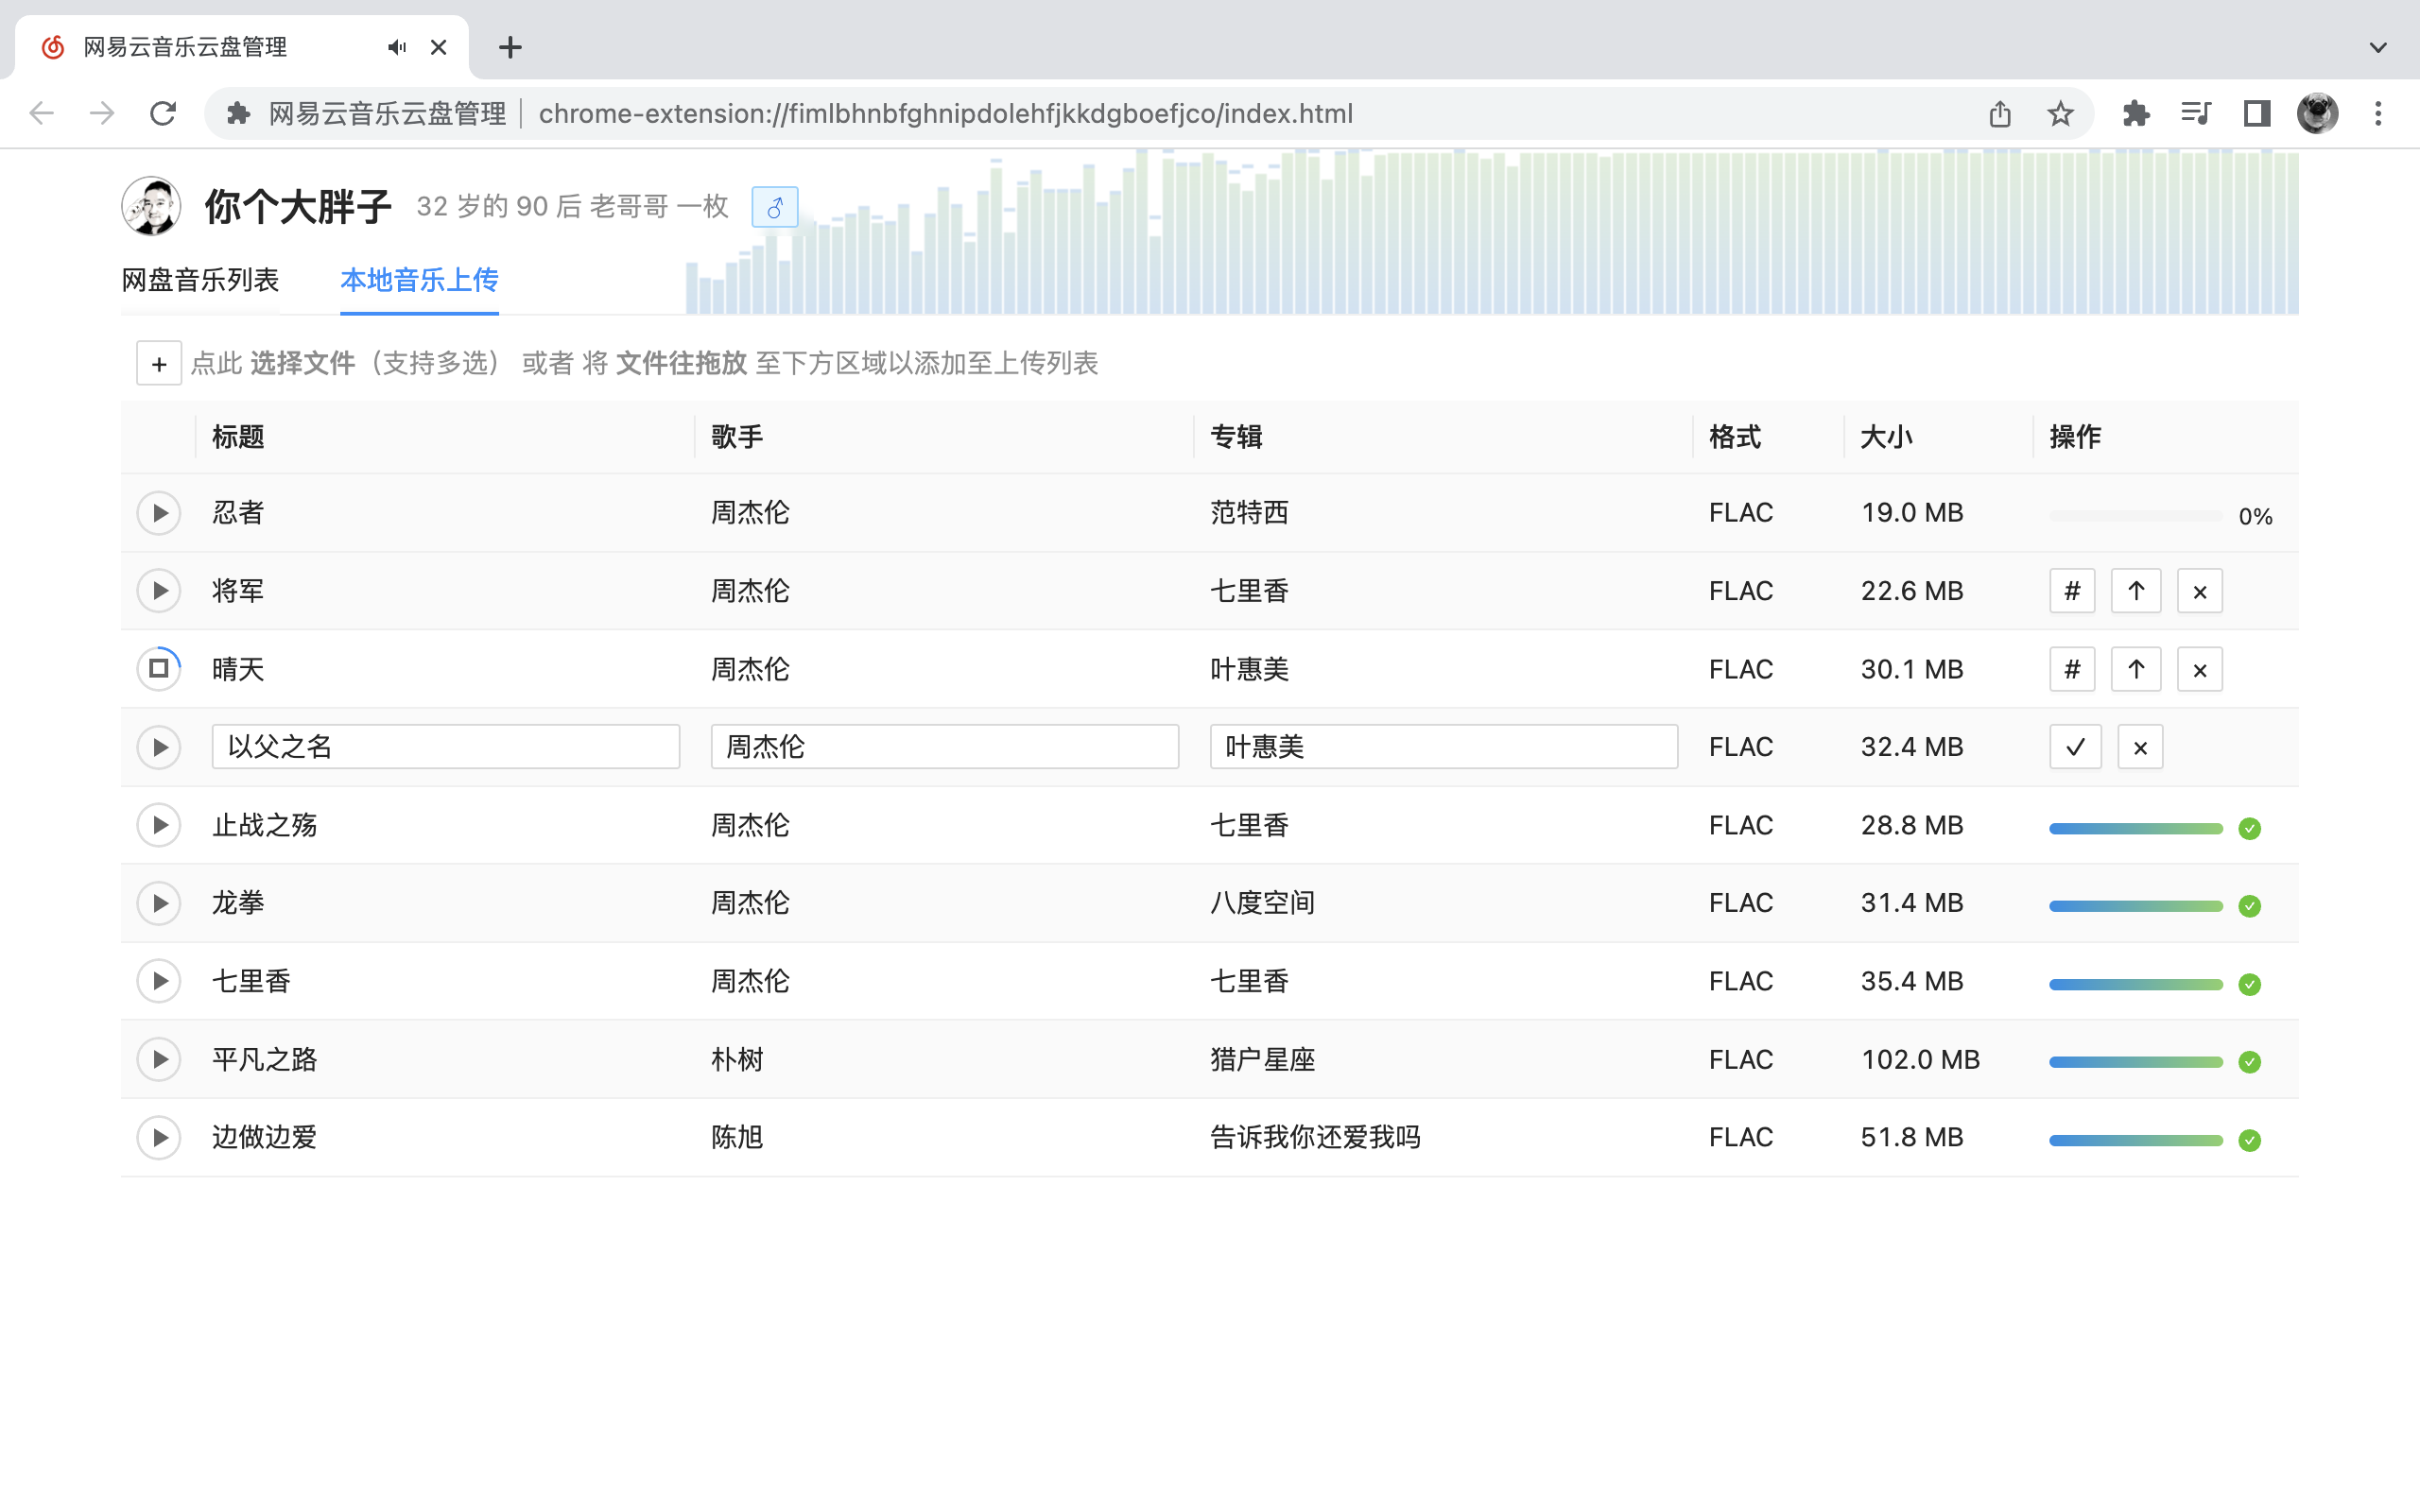 网易云音乐云盘管理
网易云音乐云盘管理 | chrome-extension://fimlbhnbfghnipdolehfjkkdgboefjco/index.html
你个大胖子 32 岁的 90 后 老哥哥 一枚 ♂
网盘音乐列表 本地音乐上传
+ 点此 选择文件（支持多选） 或者 将 文件往拖放 至下方区域以添加至上传列表
标题 歌手 专辑 格式 大小 操作
忍者 周杰伦 范特西 FLAC 19.0 MB 0%
将军 周杰伦 七里香 FLAC 22.6 MB # ↑ ×
晴天 周杰伦 叶惠美 FLAC 30.1 MB # ↑ ×
以父之名 周杰伦 叶惠美 FLAC 32.4 MB ✓ ×
止战之殇 周杰伦 七里香 FLAC 28.8 MB
龙拳 周杰伦 八度空间 FLAC 31.4 MB
七里香 周杰伦 七里香 FLAC 35.4 MB
平凡之路 朴树 猎户星座 FLAC 102.0 MB
边做边爱 陈旭 告诉我你还爱我吗 FLAC 51.8 MB